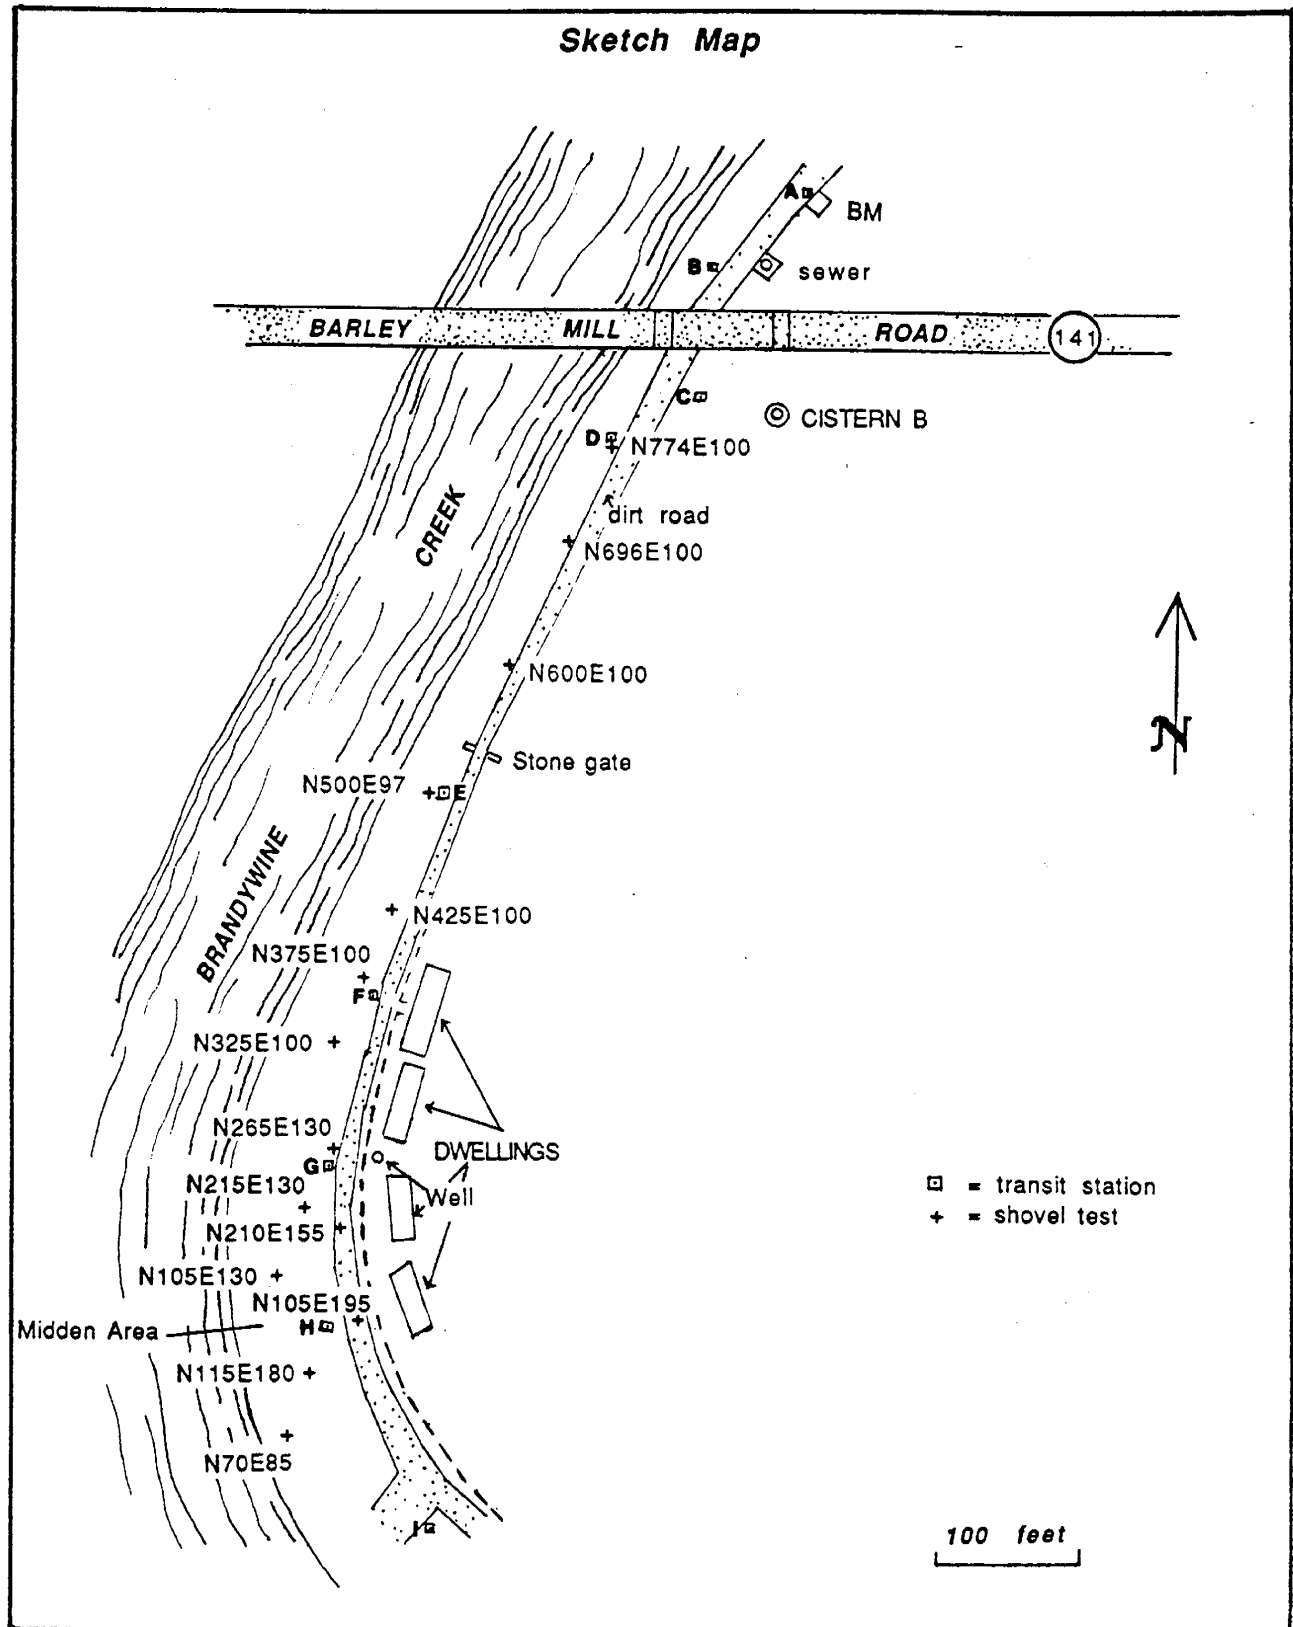 Sketch Map
A
BM
B
sewer
BARLEY MILL ROAD 141
C
CISTERN B
D
N774E100
CREEK
dirt road
N696E100
N600E100
N
Stone gate
N500E97
E
BRANDYWINE
N425E100
N375E100
F
N325E100
N265E130
DWELLINGS
G
N215E130
Well
= transit station
+ = shovel test
N210E155
N105E130
N105E195
Midden Area
H
N115E180
N70E85
I
100 feet